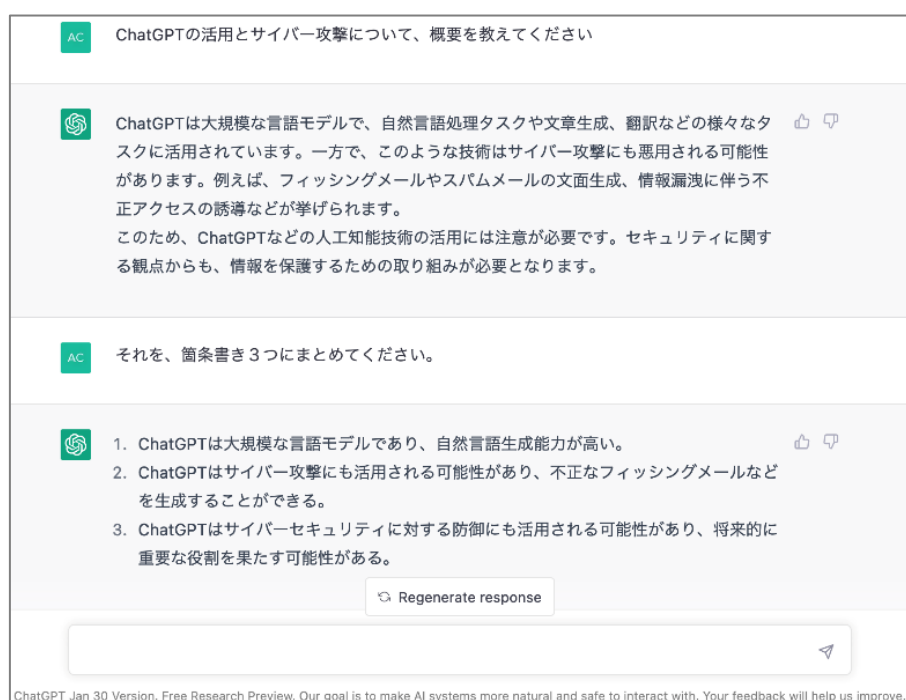 AC
ChatGPTの活用とサイバー攻撃について、概要を教えてください
ChatGPTは大規模な言語モデルで、自然言語処理タスクや文章生成、翻訳などの様々なタ
スクに活用されています。一方で、このような技術はサイバー攻撃にも悪用される可能性
があります。例えば、フィッシングメールやスパムメールの文面生成、情報漏洩に伴う不
正アクセスの誘導などが挙げられます。
このため、ChatGPTなどの人工知能技術の活用には注意が必要です。セキュリティに関す
る観点からも、情報を保護するための取り組みが必要となります。
AC
それを、箇条書き３つにまとめてください。
1. ChatGPTは大規模な言語モデルであり、自然言語生成能力が高い。
2. ChatGPTはサイバー攻撃にも活用される可能性があり、不正なフィッシングメールなど
を生成することができる。
3. ChatGPTはサイバーセキュリティに対する防御にも活用される可能性があり、将来的に
重要な役割を果たす可能性がある。
Regenerate response
ChatGPT Jan 30 Version. Free Research Preview. Our goal is to make AI systems more natural and safe to interact with. Your feedback will help us improve.